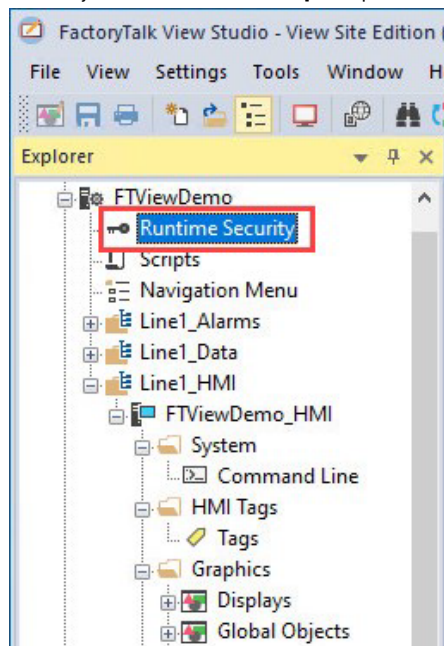 FactoryTalk View Studio - View Site Edition (
File View Settings Tools Window H
Explorer
FTViewDemo
Runtime Security
Scripts
Navigation Menu
Line1_Alarms
Line1_Data
Line1_HMI
FTViewDemo_HMI
System
Command Line
HMI Tags
Tags
Graphics
Displays
Global Objects